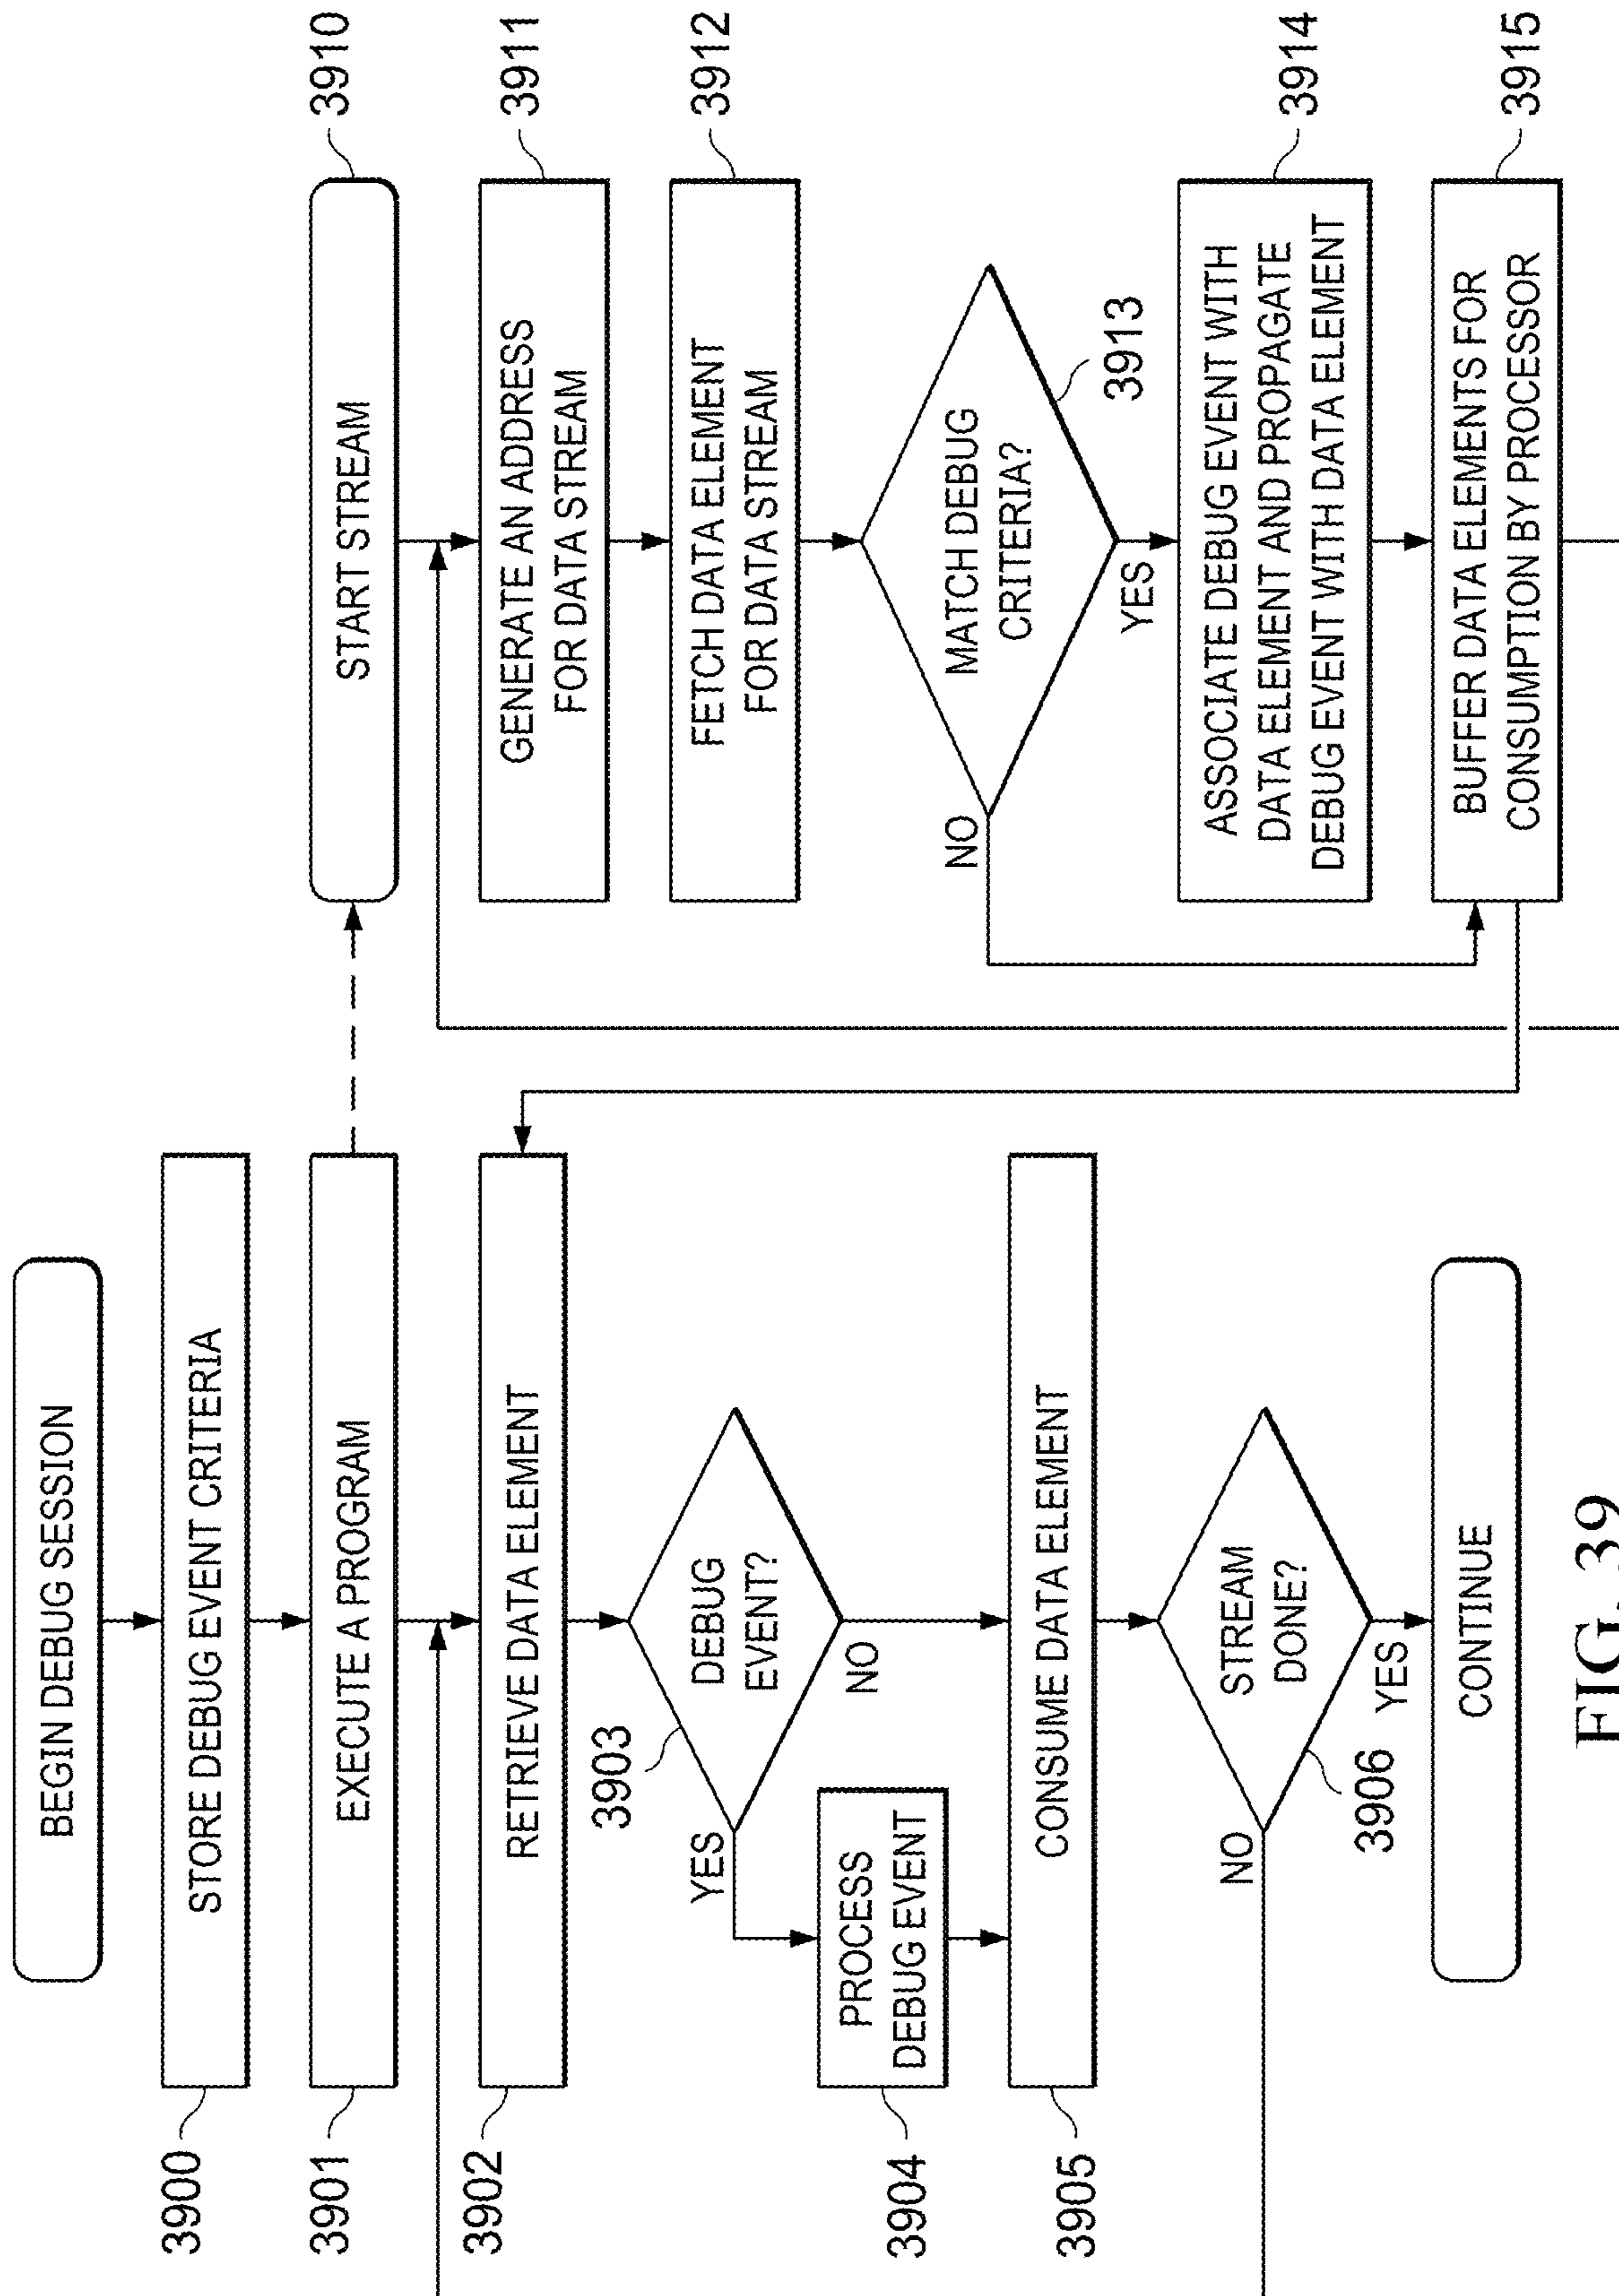 BEGIN DEBUG SESSION
3900
STORE DEBUG EVENT CRITERIA
3901
EXECUTE A PROGRAM
3902
RETRIEVE DATA ELEMENT
3903
DEBUG
EVENT?
YES
NO
3904
PROCESS
DEBUG EVENT
3905
CONSUME DATA ELEMENT
STREAM
DONE?
NO
3906
YES
CONTINUE
START STREAM
3910
GENERATE AN ADDRESS
FOR DATA STREAM
3911
FETCH DATA ELEMENT
FOR DATA STREAM
3912
MATCH DEBUG
CRITERIA?
NO
3913
YES
ASSOCIATE DEBUG EVENT WITH
DATA ELEMENT AND PROPAGATE
DEBUG EVENT WITH DATA ELEMENT
3914
BUFFER DATA ELEMENTS FOR
CONSUMPTION BY PROCESSOR
3915
FIG. 39